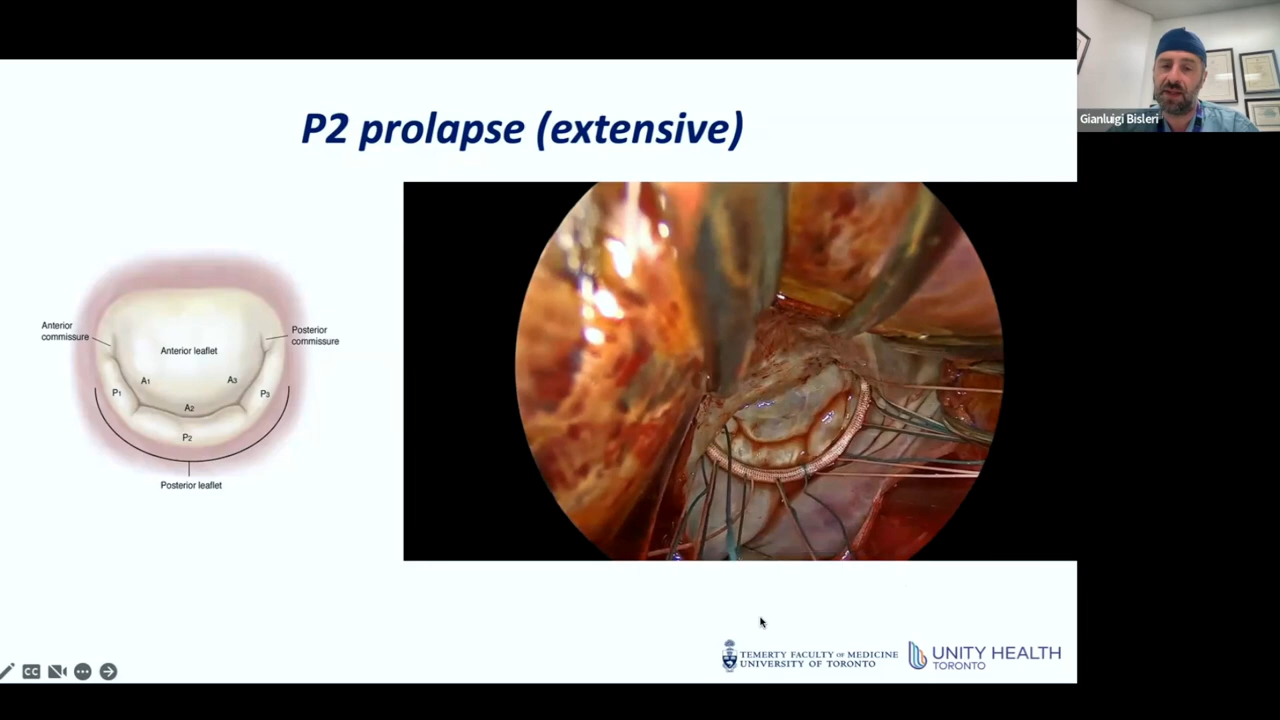 Gianluigi Bisleri
P2 prolapse (extensive)
Anterior
commissure
Posterior
commissure
Anterior leaflet
A1
A3
P1
P3
A2
P2
Posterior leaflet
TEMERTY FACULTY OF MEDICINE
UNIVERSITY OF TORONTO
UNITY HEALTH
TORONTO
CC